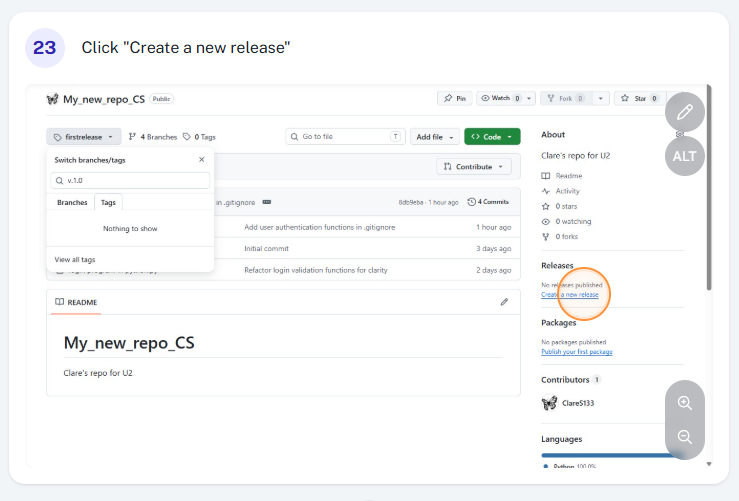 23 Click "Create a new release"
My_new_repo_CS Public Pin Watch 0 Fork 0 Star 0
firstrelease 4 Branches 0 Tags Go to file T Add file Code
About
Clare's repo for U2
Switch branches/tags
v.1.0
Branches Tags
Nothing to show
View all tags
Contribute
in .gitignore 8db9eba · 1 hour ago 4 Commits
Add user authentication functions in .gitignore 1 hour ago
Initial commit 3 days ago
Refactor login validation functions for clarity 2 days ago
Readme
Activity
0 stars
0 watching
0 forks
ALT
Releases
No releases published
Create a new release
README
My_new_repo_CS
Clare's repo for U2
Packages
No packages published
Publish your first package
Contributors 1
ClareS133
Languages
Python 100.0%